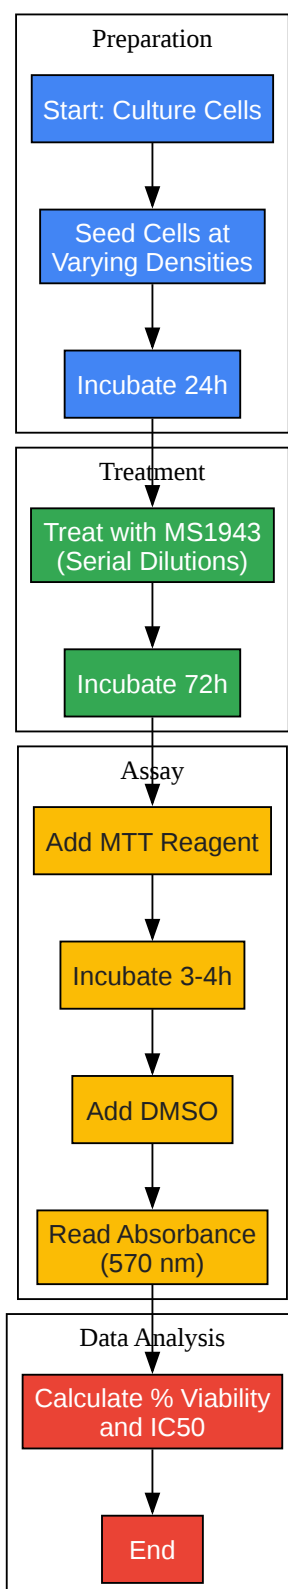 Preparation
Start: Culture Cells
Seed Cells at
Varying Densities
Incubate 24h
Treatment
Treat with MS1943
(Serial Dilutions)
Incubate 72h
Assay
Add MTT Reagent
Incubate 3-4h
Add DMSO
Read Absorbance
(570 nm)
Data Analysis
Calculate % Viability
and IC50
End